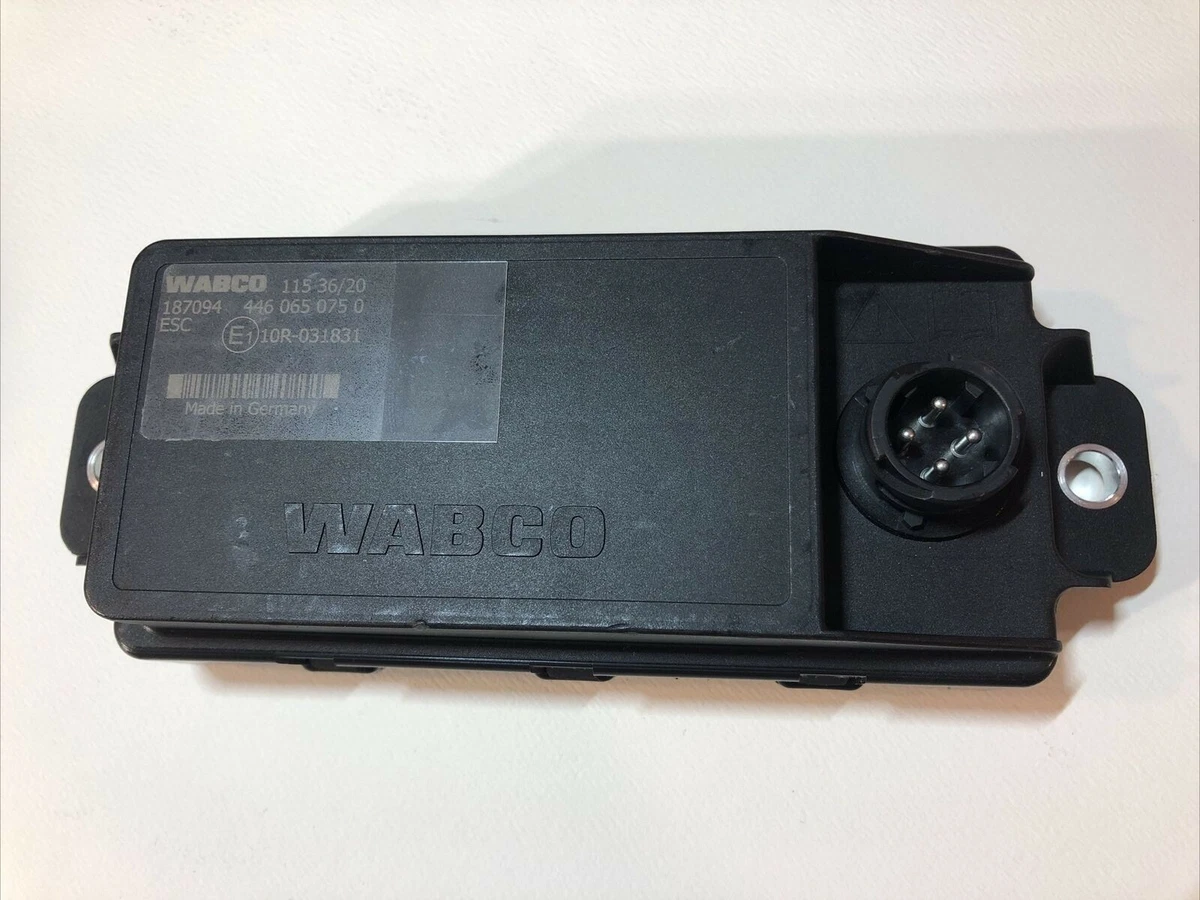 WABCO 115 36/20
187094 446 065 075 0
ESC
E1 10R-031831
Made in Germany
WABCO